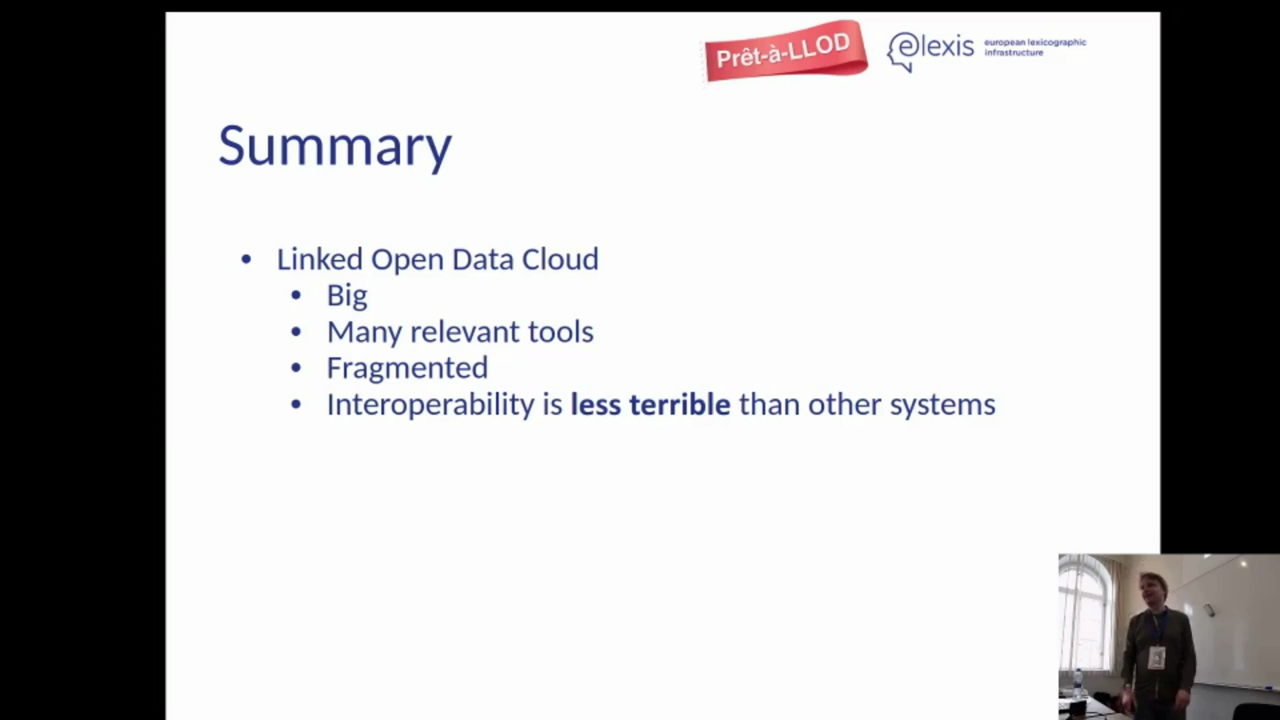 Prêt-à-LLOD
elexis
european lexicographic
infrastructure
Summary
• Linked Open Data Cloud
• Big
• Many relevant tools
• Fragmented
• Interoperability is less terrible than other systems